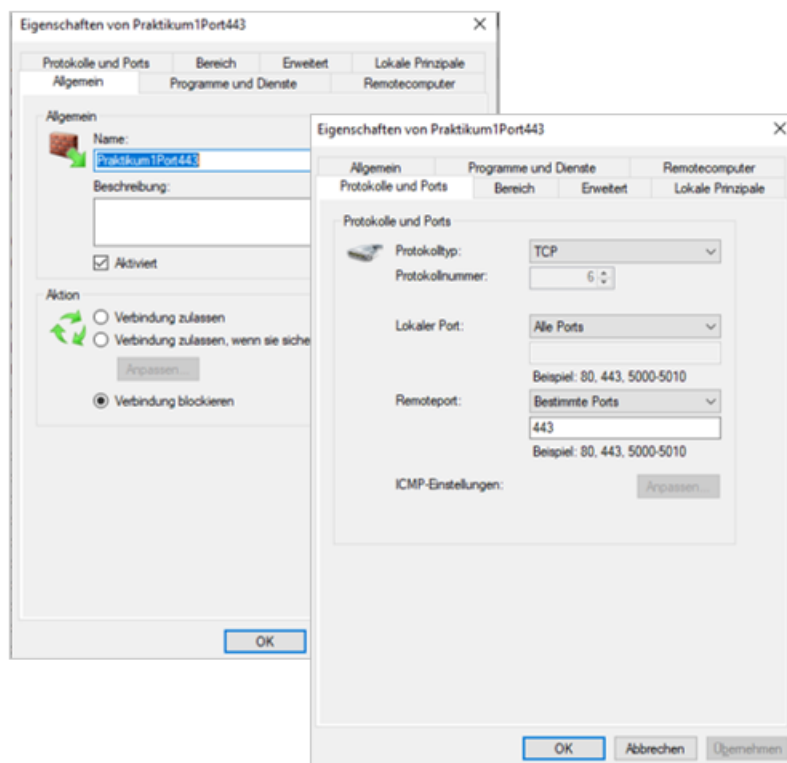 Eigenschaften von Praktikum1Port443
Protokolle und Ports Bereich Erweitert Lokale Prinzipale
Allgemein Programme und Dienste Remotecomputer
Allgemein
Name:
Praktikum1Port443
Beschreibung:
Aktiviert
Aktion
Verbindung zulassen
Verbindung zulassen, wenn sie siche
Anpassen...
Verbindung blockieren
OK
Eigenschaften von Praktikum1Port443
Allgemein Programme und Dienste Remotecomputer
Protokolle und Ports Bereich Erweitert Lokale Prinzipale
Protokolle und Ports
Protokolltyp: TCP
Protokollnummer: 6
Lokaler Port: Alle Ports
Beispiel: 80, 443, 5000-5010
Remoteport: Bestimmte Ports
443
Beispiel: 80, 443, 5000-5010
ICMP-Einstellungen: Anpassen...
OK Abbrechen Übernehmen